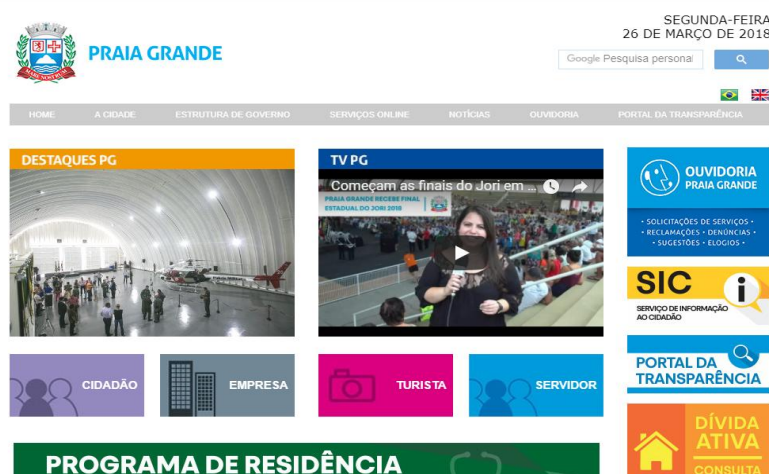 SEGUNDA-FEIRA
26 DE MARÇO DE 2018
PRAIA GRANDE
Google Pesquisa personal
HOME A CIDADE ESTRUTURA DE GOVERNO SERVIÇOS ONLINE NOTÍCIAS OUVIDORIA PORTAL DA TRANSPARÊNCIA
DESTAQUES PG
TV PG
Começam as finais do Jori em ...
PRAIA GRANDE RECEBE FINAL
ESTADUAL DO JORI 2018
OUVIDORIA
PRAIA GRANDE
• SOLICITAÇÕES DE SERVIÇOS •
• RECLAMAÇÕES • DENÚNCIAS •
• SUGESTÕES • ELOGIOS •
SIC
SERVIÇO DE INFORMAÇÃO
AO CIDADÃO
PORTAL DA
TRANSPARÊNCIA
CIDADÃO
EMPRESA
TURISTA
SERVIDOR
DÍVIDA
ATIVA
CONSULTA
PROGRAMA DE RESIDÊNCIA